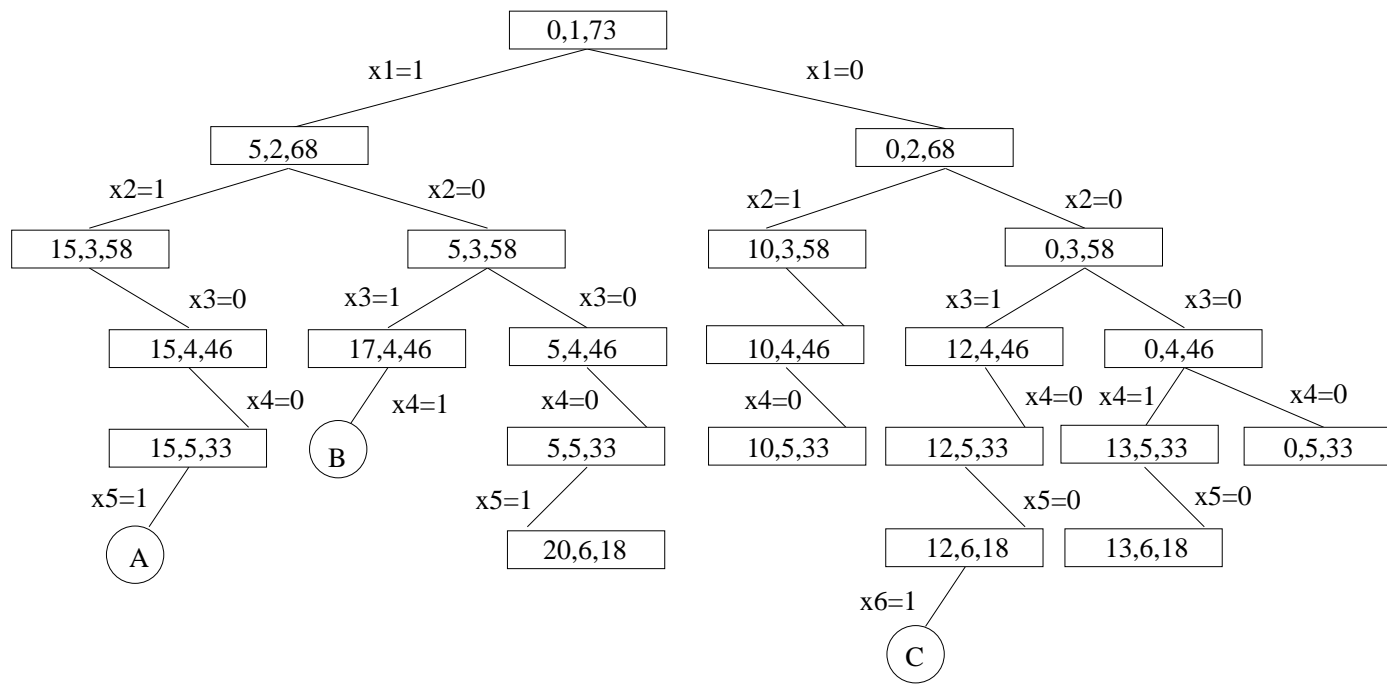 0,1,73
x1=1
x1=0
5,2,68
0,2,68
x2=1
x2=0
x2=1
x2=0
15,3,58
5,3,58
10,3,58
0,3,58
x3=0
x3=1
x3=0
x3=1
x3=0
15,4,46
17,4,46
5,4,46
10,4,46
12,4,46
0,4,46
x4=0
x4=1
x4=0
x4=0
x4=0
x4=1
x4=0
15,5,33
B
5,5,33
10,5,33
12,5,33
13,5,33
0,5,33
x5=1
x5=1
x5=0
x5=0
A
20,6,18
12,6,18
13,6,18
x6=1
C